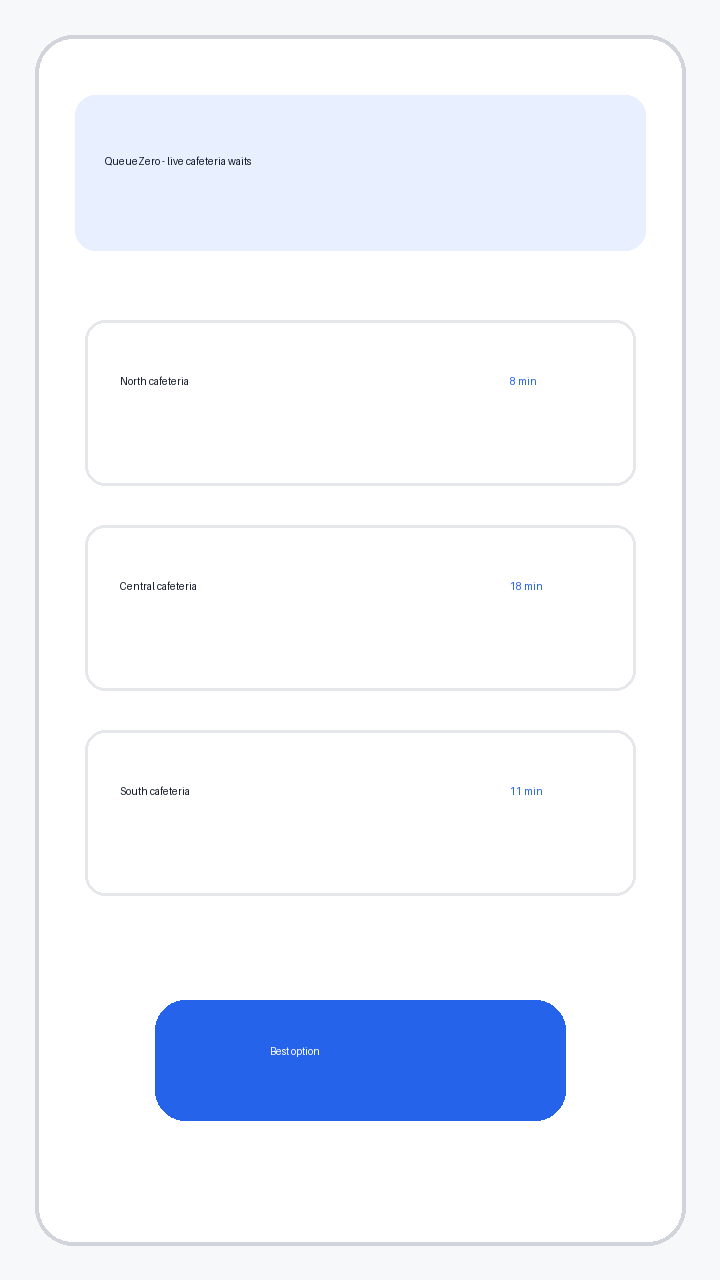 QueueZero - live cafeteria waits
North cafeteria 8 min
Central cafeteria 18 min
South cafeteria 11 min
Best option